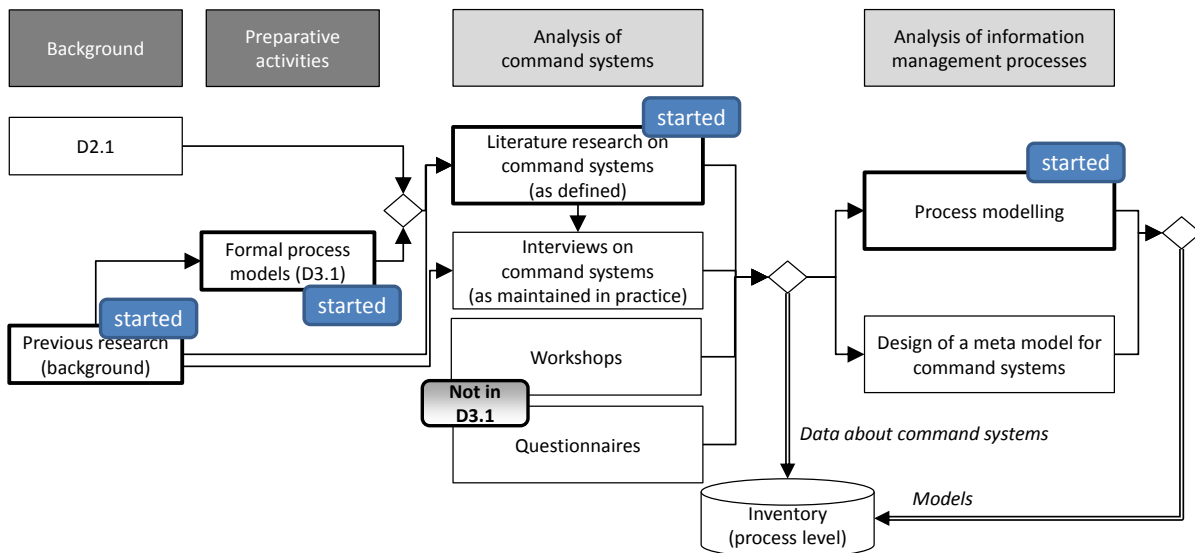 Background
Preparative
activities
Analysis of
command systems
Analysis of information
management processes
D2.1
started
Literature research on
command systems
(as defined)
started
Process modelling
Formal process
models (D3.1)
started
Interviews on
command systems
(as maintained in practice)
started
Previous research
(background)
Workshops
Design of a meta model for
command systems
Not in
D3.1
Questionnaires
Data about command systems
Models
Inventory
(process level)